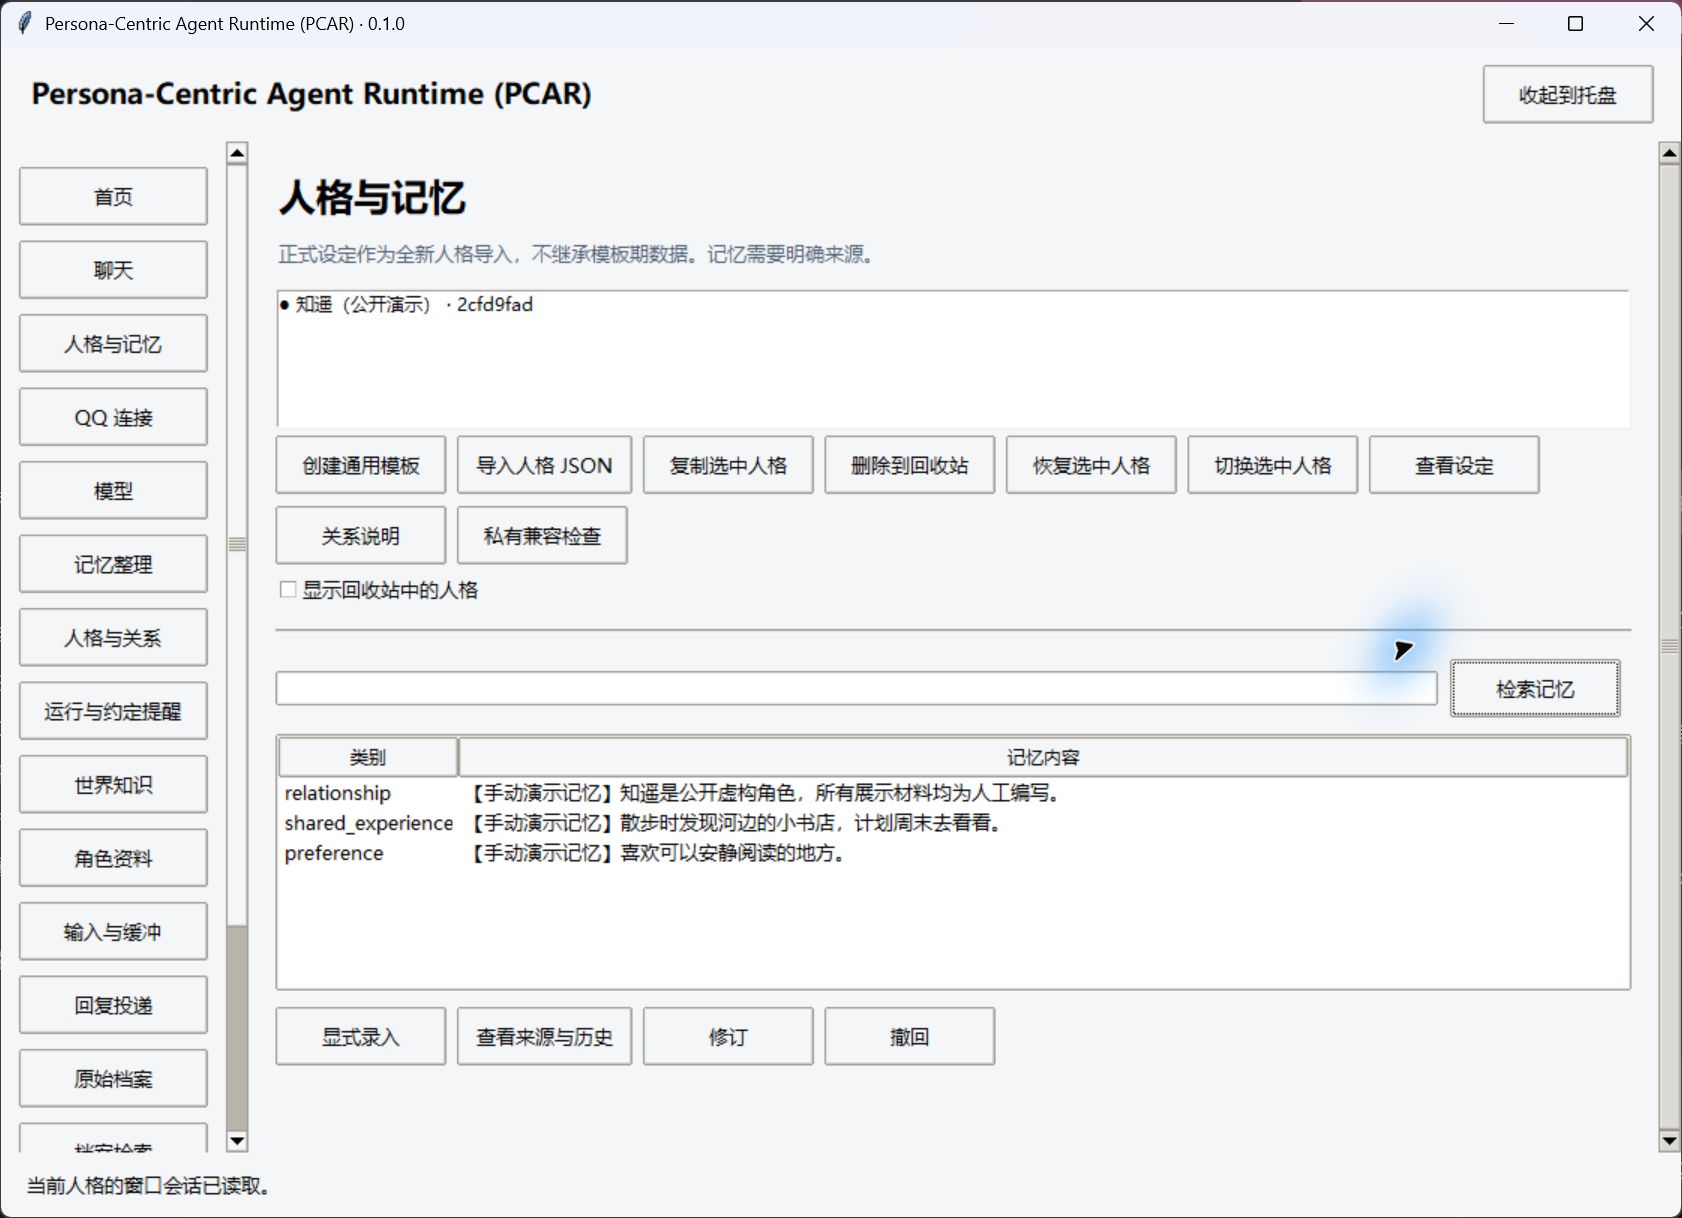 Persona-Centric Agent Runtime (PCAR) · 0.1.0
Persona-Centric Agent Runtime (PCAR)
收起到托盘
首页
聊天
人格与记忆
QQ 连接
模型
记忆整理
人格与关系
运行与约定提醒
世界知识
角色资料
输入与缓冲
回复投递
原始档案
档案检索
人格与记忆
正式设定作为全新人格导入，不继承模板期数据。记忆需要明确来源。
● 知遥（公开演示） · 2cfd9fad
创建通用模板 导入人格 JSON 复制选中人格 删除到回收站 恢复选中人格 切换选中人格 查看设定
关系说明 私有兼容检查
显示回收站中的人格
检索记忆
类别 记忆内容
relationship 【手动演示记忆】知遥是公开虚构角色，所有展示材料均为人工编写。
shared_experience 【手动演示记忆】散步时发现河边的小书店，计划周末去看看。
preference 【手动演示记忆】喜欢可以安静阅读的地方。
显式录入 查看来源与历史 修订 撤回
当前人格的窗口会话已读取。